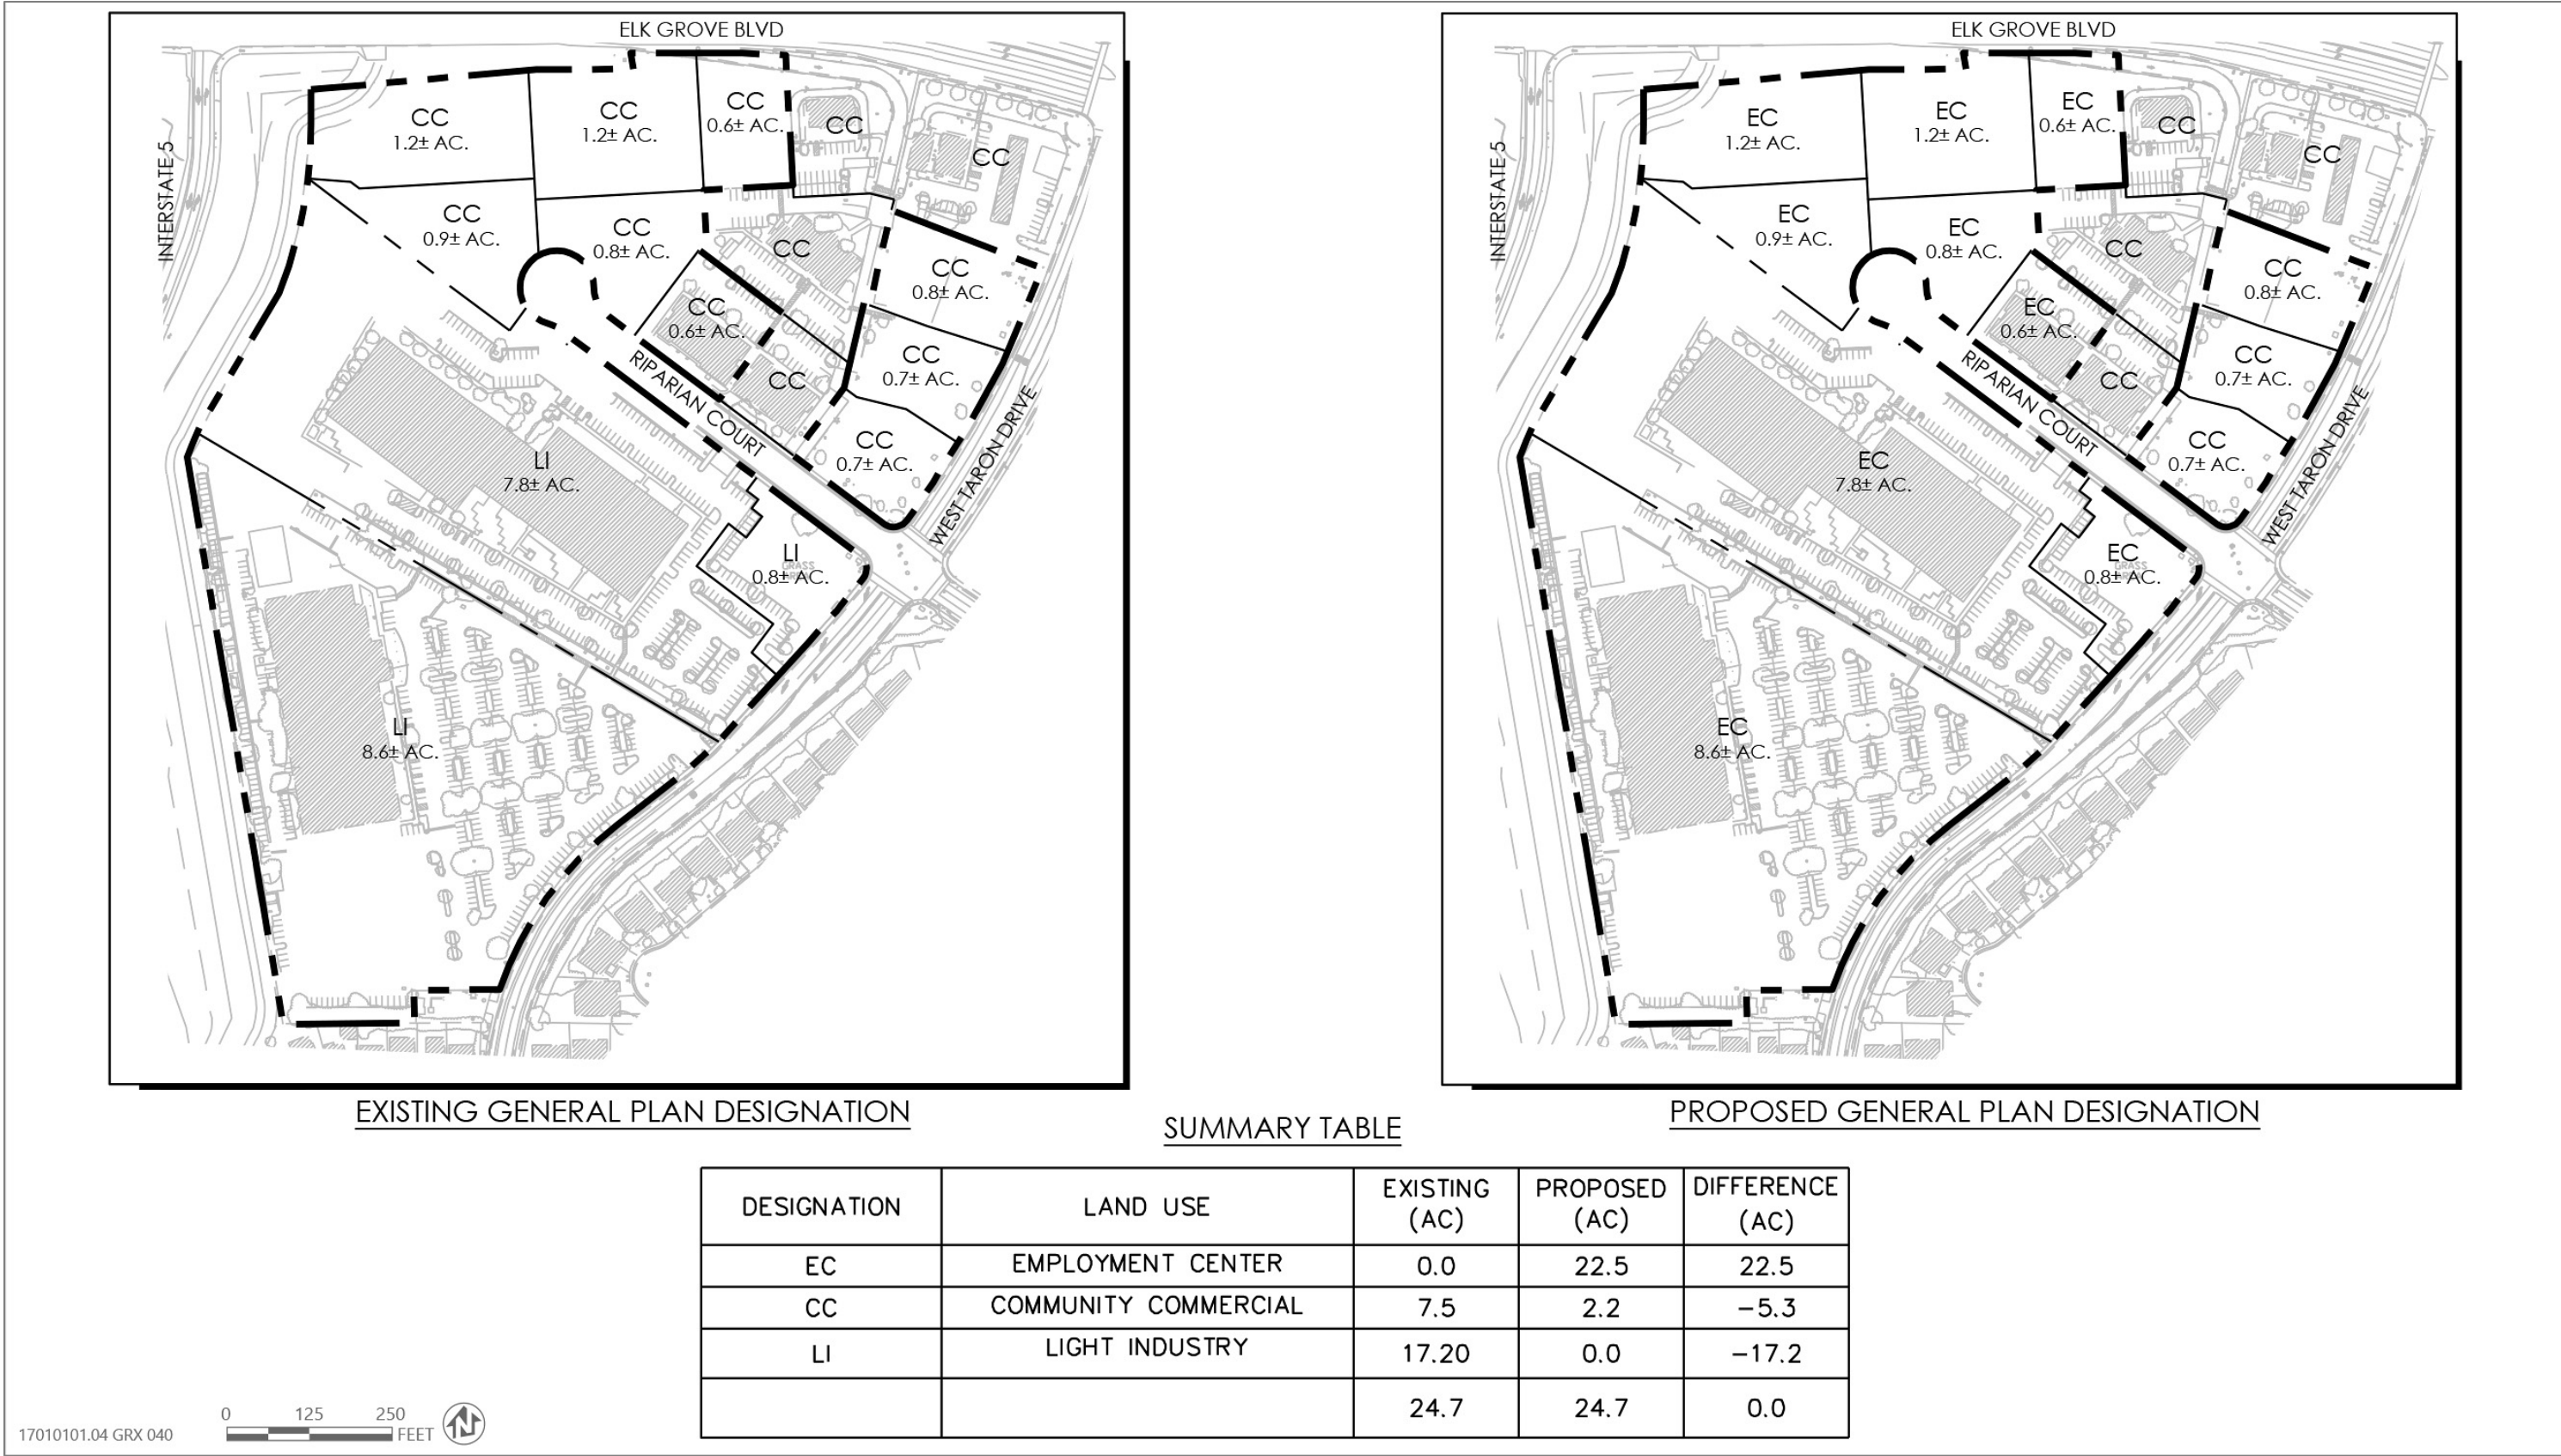 ELK GROVE BLVD
INTERSTATE 5
CC
1.2± AC.
CC
1.2± AC.
CC
0.6± AC.
CC
CC
CC
0.9± AC.
CC
0.8± AC.
CC
CC
0.8± AC.
CC
0.6± AC.
CC
CC
0.7± AC.
RIPARIAN COURT
CC
0.7± AC.
WEST TARON DRIVE
LI
7.8± AC.
LI
GRASS
0.8± AC.
LI
8.6± AC.
EXISTING GENERAL PLAN DESIGNATION
ELK GROVE BLVD
INTERSTATE 5
EC
1.2± AC.
EC
1.2± AC.
EC
0.6± AC.
CC
CC
EC
0.9± AC.
EC
0.8± AC.
CC
CC
0.8± AC.
EC
0.6± AC.
CC
CC
0.7± AC.
RIPARIAN COURT
CC
0.7± AC.
WEST TARON DRIVE
EC
7.8± AC.
EC
GRASS
0.8± AC.
EC
8.6± AC.
PROPOSED GENERAL PLAN DESIGNATION
SUMMARY TABLE
DESIGNATION LAND USE EXISTING (AC) PROPOSED (AC) DIFFERENCE (AC)
EC EMPLOYMENT CENTER 0.0 22.5 22.5
CC COMMUNITY COMMERCIAL 7.5 2.2 −5.3
LI LIGHT INDUSTRY 17.20 0.0 −17.2
24.7 24.7 0.0
17010101.04 GRX 040
0 125 250
FEET
N